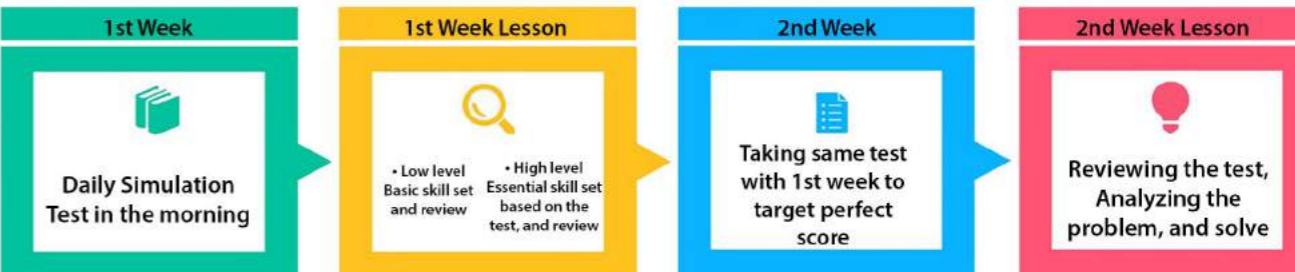 1st Week
Daily Simulation
Test in the morning
1st Week Lesson
• Low level
Basic skill set
and review
• High level
Essential skill set
based on the
test, and review
2nd Week
Taking same test
with 1st week to
target perfect
score
2nd Week Lesson
Reviewing the test,
Analyzing the
problem, and solve